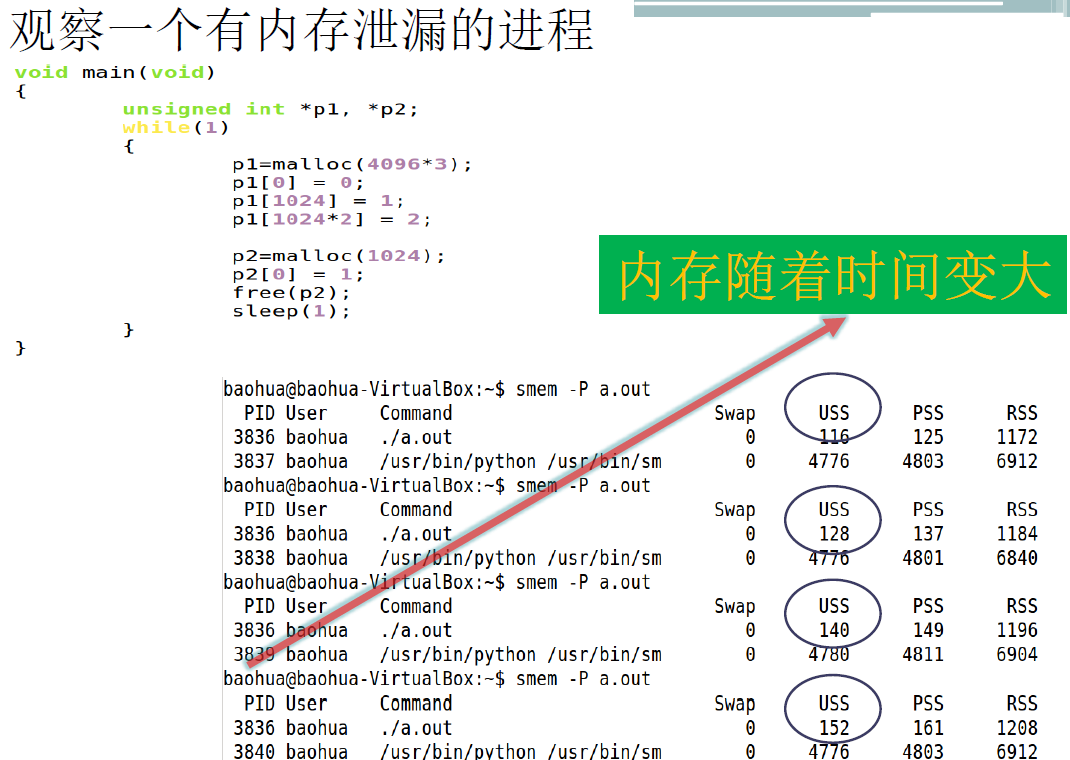 观察一个有内存泄漏的进程
void main(void)
{
unsigned int *p1, *p2;
while(1)
{
p1=malloc(4096*3);
p1[0] = 0;
p1[1024] = 1;
p1[1024*2] = 2;
p2=malloc(1024);
p2[0] = 1;
free(p2);
sleep(1);
}
}
内存随着时间变大
baohua@baohua-VirtualBox:~$ smem -P a.out
PID User Command Swap USS PSS RSS
3836 baohua ./a.out 0 116 125 1172
3837 baohua /usr/bin/python /usr/bin/sm 0 4776 4803 6912
baohua@baohua-VirtualBox:~$ smem -P a.out
PID User Command Swap USS PSS RSS
3836 baohua ./a.out 0 128 137 1184
3838 baohua /usr/bin/python /usr/bin/sm 0 4776 4801 6840
baohua@baohua-VirtualBox:~$ smem -P a.out
PID User Command Swap USS PSS RSS
3836 baohua ./a.out 0 140 149 1196
3839 baohua /usr/bin/python /usr/bin/sm 0 4780 4811 6904
baohua@baohua-VirtualBox:~$ smem -P a.out
PID User Command Swap USS PSS RSS
3836 baohua ./a.out 0 152 161 1208
3840 baohua /usr/bin/python /usr/bin/sm 0 4776 4803 6912